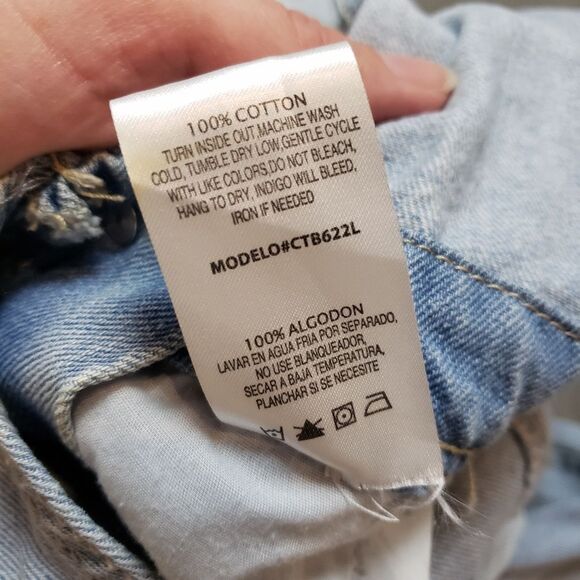 100% COTTON
TURN INSIDE OUT MACHINE WASH
COLD, TUMBLE DRY LOW, GENTLE CYCLE
WITH LIKE COLORS, DO NOT BLEACH,
HANG TO DRY, INDIGO WILL BLEED,
IRON IF NEEDED
MODELO#CTB622L
100% ALGODON
LAVAR EN AGUA FRIA POR SEPARADO,
NO USE BLANQUEADOR,
SECAR A BAJA TEMPERATURA,
PLANCHAR SI SE NECESITE